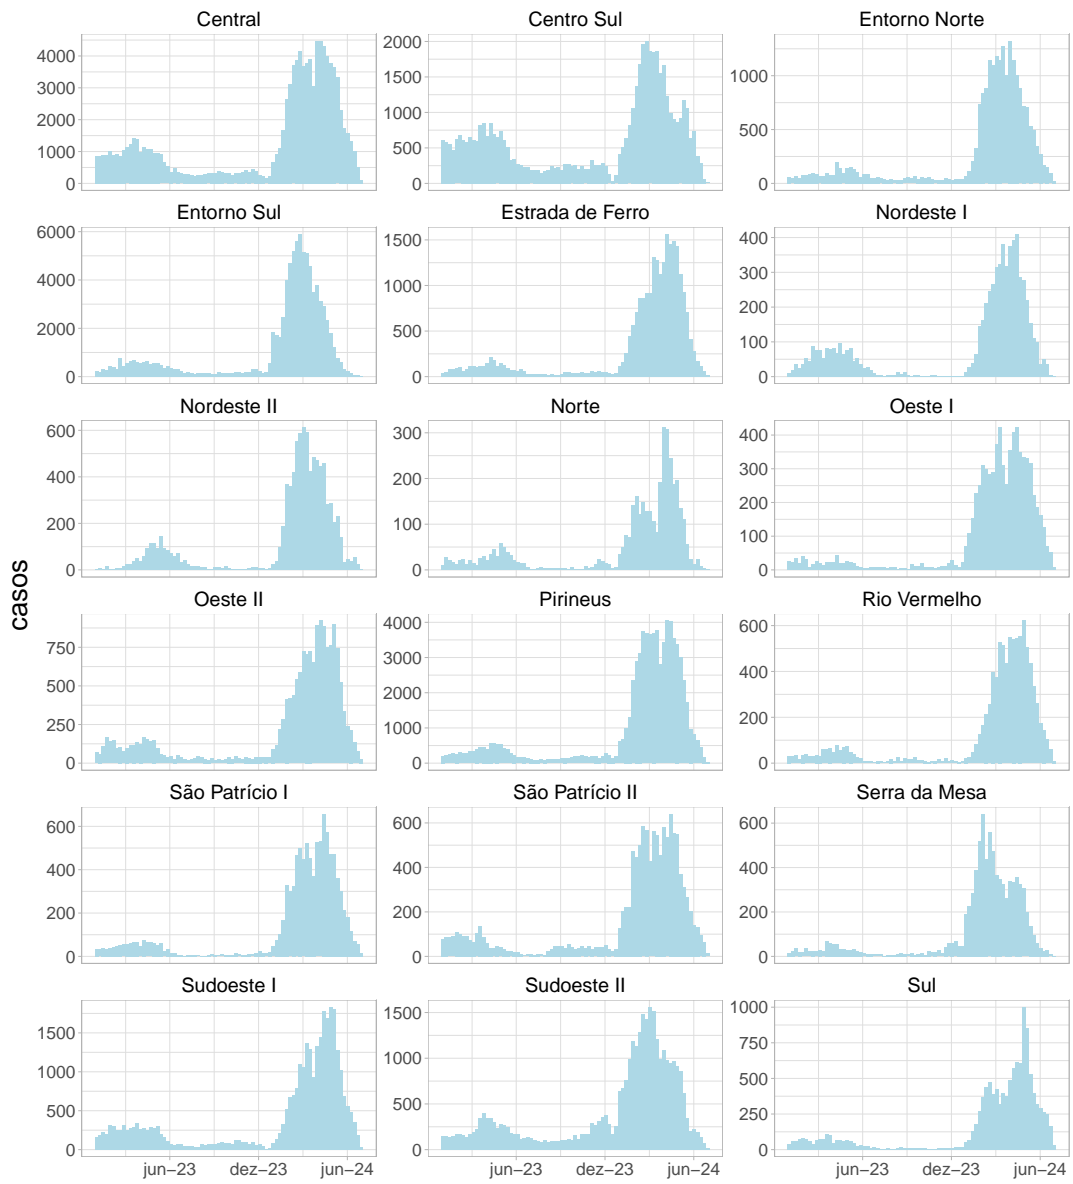 Central Centro Sul Entorno Norte
4000 2000
3000 1500 1000
2000 1000
1000 500 500
0 0 0
Entorno Sul Estrada de Ferro Nordeste I
6000 1500 400
4000 1000 300
2000 500 200
100
0 0 0
Nordeste II Norte Oeste I
600 300 400
400 200 300
200 100 200
100
0 0 0
casos
Oeste II Pirineus Rio Vermelho
750 4000 600
500 3000 400
250 2000 200
1000
0 0 0
São Patrício I São Patrício II Serra da Mesa
600 600 600
400 400 400
200 200 200
0 0 0
Sudoeste I Sudoeste II Sul
1500 1500 1000
1000 1000 750
500 500 500
250
0 0 0
jun−23 dez−23 jun−24 jun−23 dez−23 jun−24 jun−23 dez−23 jun−24